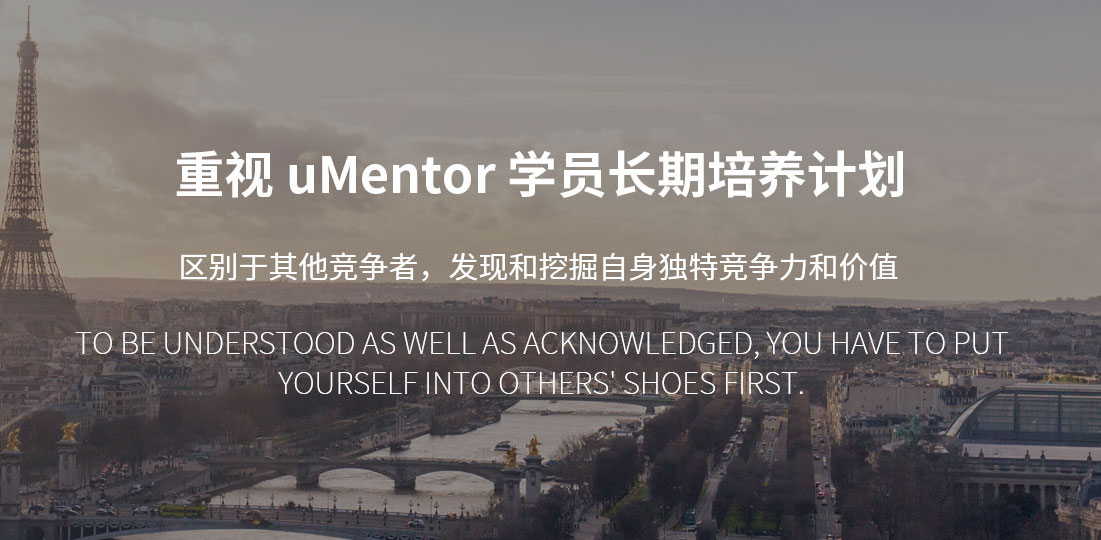 重视 uMentor 学员长期培养计划
区别于其他竞争者，发现和挖掘自身独特竞争力和价值
TO BE UNDERSTOOD AS WELL AS ACKNOWLEDGED, YOU HAVE TO PUT
YOURSELF INTO OTHERS' SHOES FIRST.